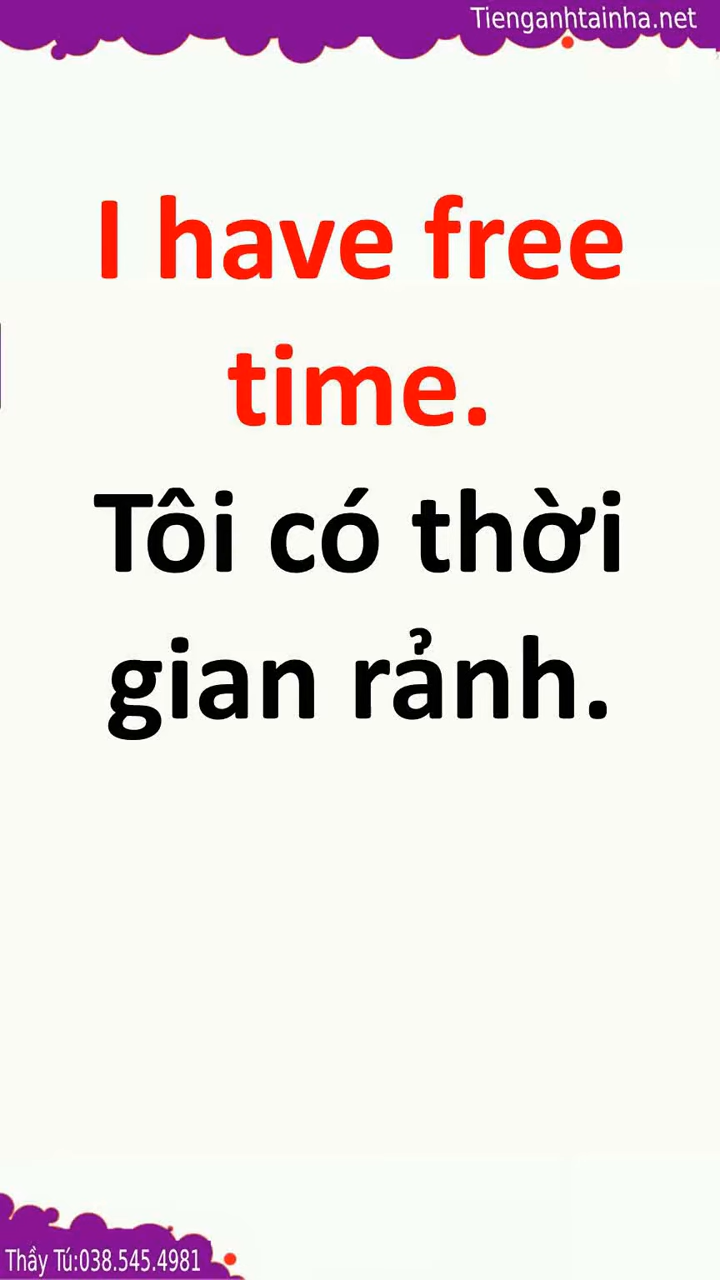 Tienganhtainha.net
I have free
time.
Tôi có thời
gian rảnh.
Thầy Tú:038.545.4981